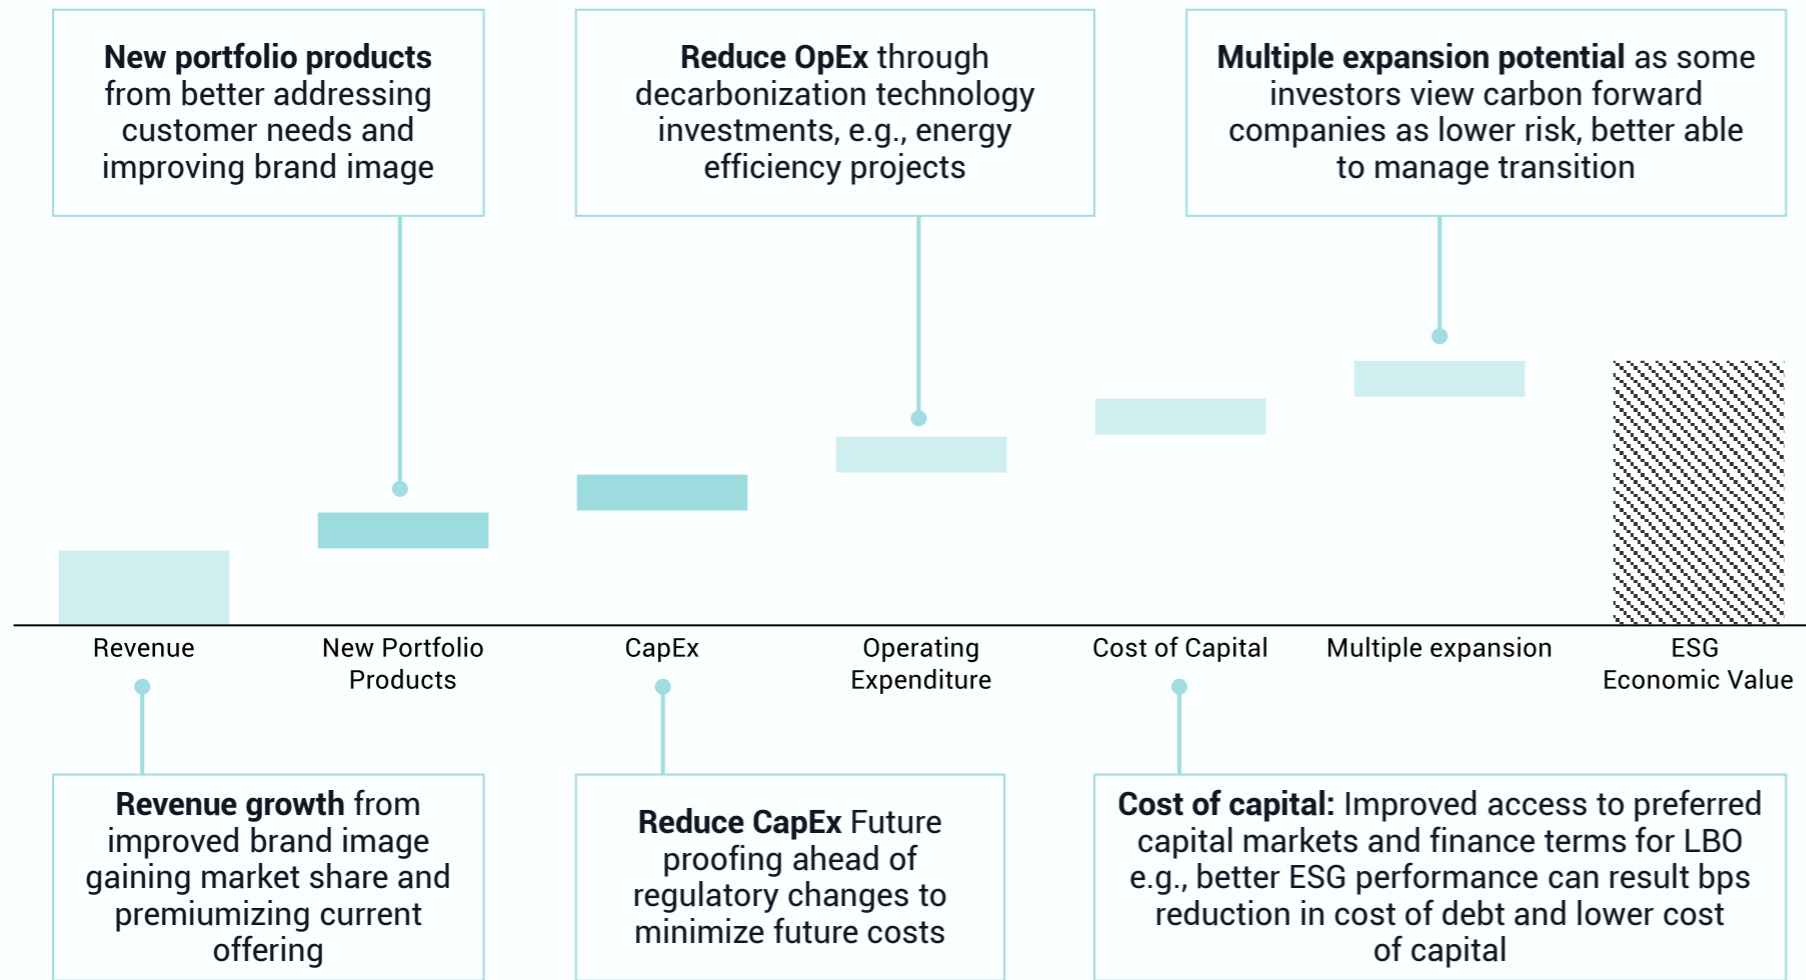 New portfolio products
from better addressing
customer needs and
improving brand image
Reduce OpEx through
decarbonization technology
investments, e.g., energy
efficiency projects
Multiple expansion potential as some
investors view carbon forward
companies as lower risk, better able
to manage transition
Revenue
New Portfolio
Products
CapEx
Operating
Expenditure
Cost of Capital
Multiple expansion
ESG
Economic Value
Revenue growth from
improved brand image
gaining market share and
premiumizing current
offering
Reduce CapEx Future
proofing ahead of
regulatory changes to
minimize future costs
Cost of capital: Improved access to preferred
capital markets and finance terms for LBO
e.g., better ESG performance can result bps
reduction in cost of debt and lower cost
of capital